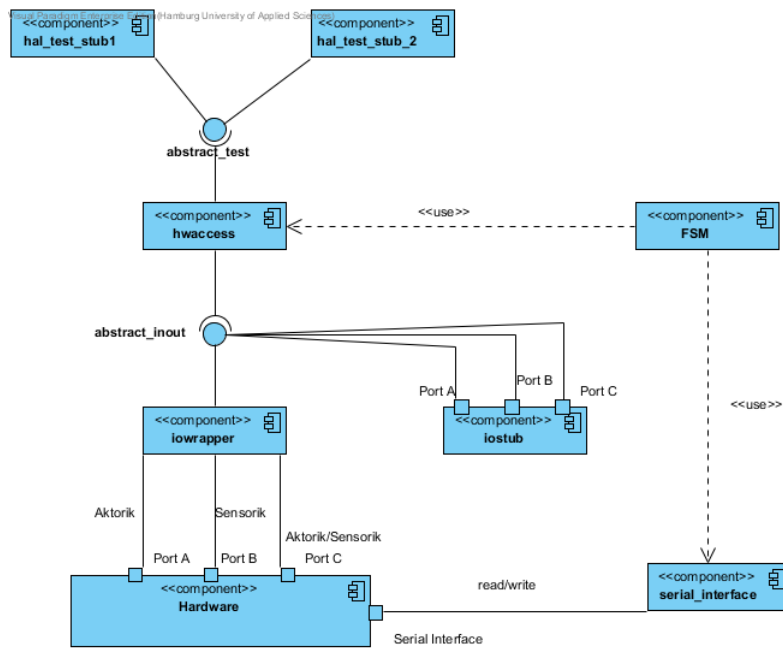 Visual Paradigm Enterprise Edition(Hamburg University of Applied Sciences)
<<component>>
hal_test_stub1
<<component>>
hal_test_stub_2
abstract_test
<<component>>
hwaccess
<<use>>
<<component>>
FSM
abstract_inout
Port A
Port B
Port C
<<use>>
<<component>>
iowrapper
<<component>>
iostub
Aktorik
Sensorik
Aktorik/Sensorik
Port A
Port B
Port C
<<component>>
Hardware
read/write
<<component>>
serial_interface
Serial Interface